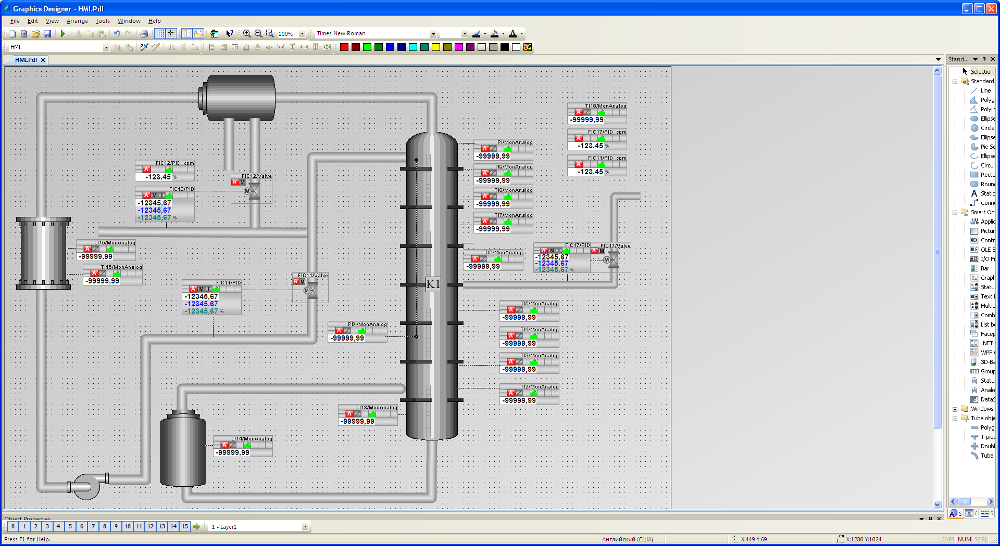 Graphics Designer - HMI.Pdl
File Edit View Arrange Tools Window Help
100% Times New Roman A
HMI
HMI.Pdl
Stand...
Selection
Standard
Line
Polyg
Polylin
Ellipse
Circle
Ellipse
Pie Se
Ellipse
Circul
Recta
Round
A Static
Conne
Smart Obj
Applic
Pictur
OCX Contr
OLE OLE E
I/O Fi
Bar
Graph
Status
Text L
Multip
Comb
List bo
Facep
.NET
WPF
3D-Ba
Group
Status
Analo
DataS
Windows
Tube obje
Polyg
T-piec
Doubl
Tube
TI18/MonAnalog
A
-99999,99
FIC17/PID cpm
A
-123,45 %
FIC11/PID cpm
A
-123,45 %
PI/MonAnalog
A
-99999,99
TI9/MonAnalog
A
-99999,99
TI8/MonAnalog
A
-99999,99
TI7/MonAnalog
A
-99999,99
FIC12/PID cpm
A
-123,45 %
FIC12/PID
A M I
-12345,67
-12345,67
-12345,67 %
FIC12/Valve
A M
M
LI15/MonAnalog
A
-99999,99
TI16/MonAnalog
A
-99999,99
TI6/MonAnalog
A
-99999,99
FIC17/PID
A M I
-12345,67
-12345,67
-12345,67 %
FIC17/Valve
A M
M
FIC11/PID
A M I
-12345,67
-12345,67
-12345,67 %
FIC11/Valve
A M
M
K1
TI5/MonAnalog
A
-99999,99
PDI/MonAnalog
A
-99999,99
TI4/MonAnalog
A
-99999,99
TI3/MonAnalog
A
-99999,99
TI2/MonAnalog
A
-99999,99
LI13/MonAnalog
A
-99999,99
LI14/MonAnalog
A
-99999,99
Object Properties
0 1 2 3 4 5 6 7 8 9 10 11 12 13 14 15 1 - Layer1
Press F1 for Help. Английский (США) X:449 Y:69 X:1280 Y:1024 CAPS NUM SCRL